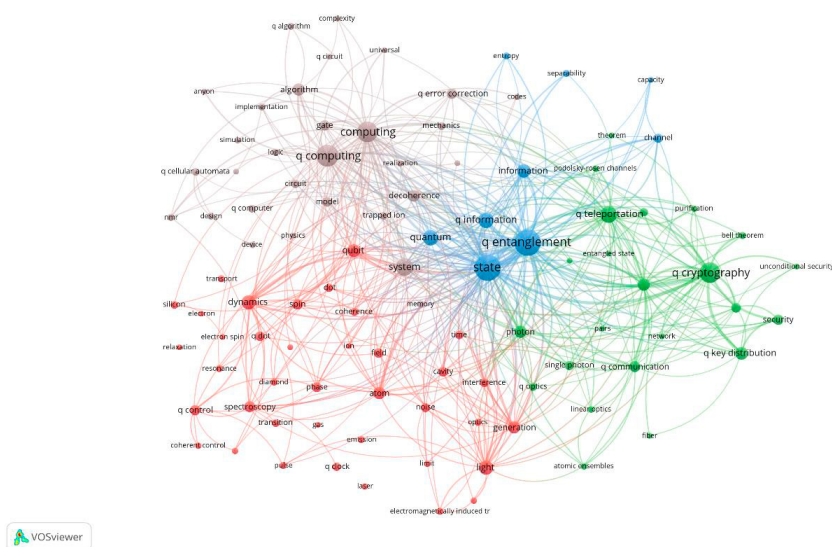 complexity
q algorithm
universal
q circuit
entropy
separability
capacity
anyon
algorithm
q error correction
codes
implementation
gate
computing
mechanics
theorem
channel
simulation
logic
q computing
realization
information
podolsky-rosen channels
q cellular automata
circuit
decoherence
nmr
design
q computer
model
trapped ion
q information
q teleportation
purification
device
physics
quantum
q entanglement
bell theorem
qubit
entangled state
system
state
q cryptography
unconditional security
transport
dot
silicon
dynamics
spin
memory
electron
coherence
security
electron spin
q dot
time
photon
pairs
network
relaxation
ion
field
q key distribution
resonance
cavity
single photon
q communication
diamond
phase
interference
q optics
atom
q control
spectroscopy
noise
linear optics
transition
gas
optics
generation
coherent control
emission
fiber
pulse
q clock
limit
light
atomic ensembles
laser
electromagnetically induced tr
VOSviewer